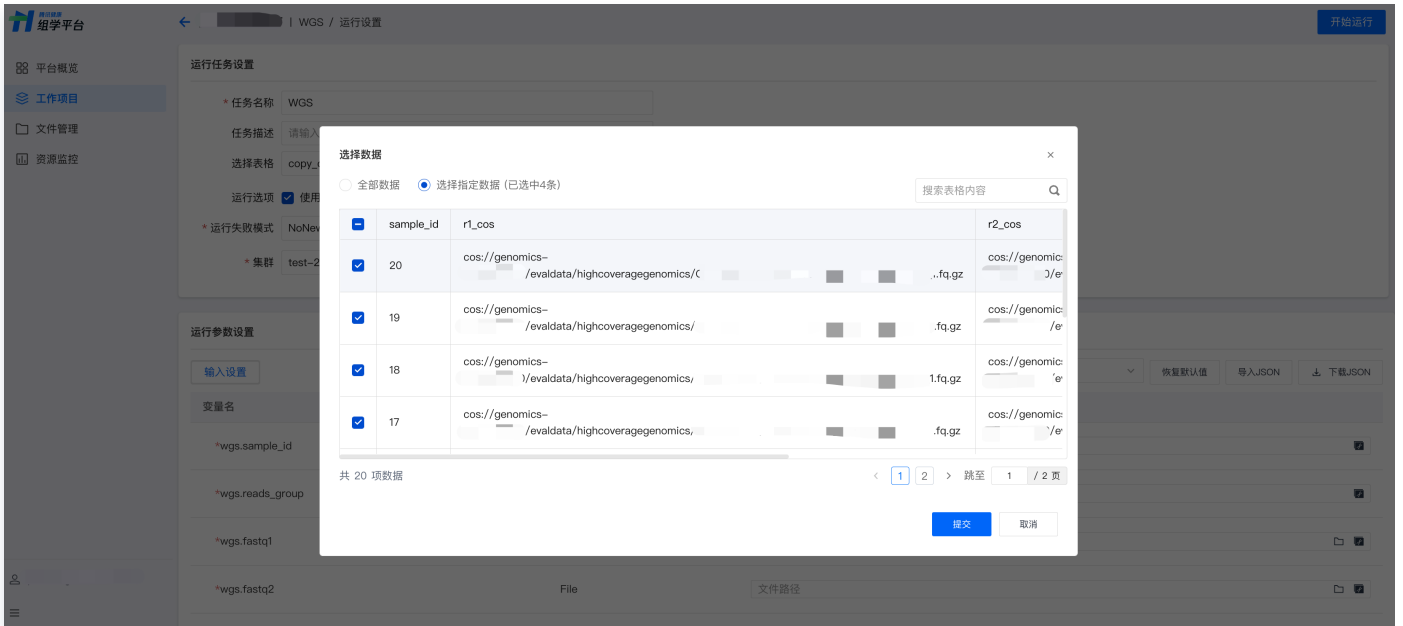 腾讯健康
组学平台
| WGS / 运行设置
开始运行
平台概览
工作项目
文件管理
资源监控
运行任务设置
* 任务名称 WGS
任务描述 请输入
选择表格 copy_
运行选项 使用
* 运行失败模式 NoNew
* 集群 test-2
选择数据
×
全部数据 选择指定数据 (已选中4条)
搜索表格内容
sample_id r1_cos r2_cos
20 cos://genomics- cos://genomic
/evaldata/highcoveragegenomics/ .fq.gz
19 cos://genomics- cos://genomic
/evaldata/highcoveragegenomics/ .fq.gz /e
18 cos://genomics- cos://genomic
/evaldata/highcoveragegenomics, 1.fq.gz
17 cos://genomics- cos://genomic
/evaldata/highcoveragegenomics, .fq.gz /e
共 20 项数据
< 1 2 > 跳至 1 / 2 页
提交 取消
运行参数设置
输入设置
恢复默认值 导入JSON 下载JSON
变量名
*wgs.sample_id
*wgs.reads_group
*wgs.fastq1
*wgs.fastq2 File 文件路径